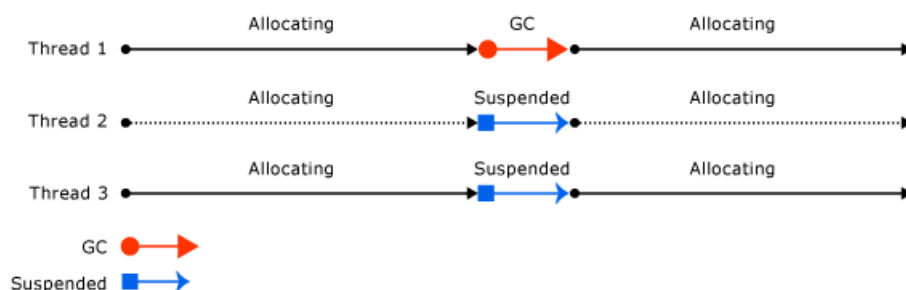 Allocating GC Allocating
Thread 1
Allocating Suspended Allocating
Thread 2
Allocating Suspended Allocating
Thread 3
GC
Suspended